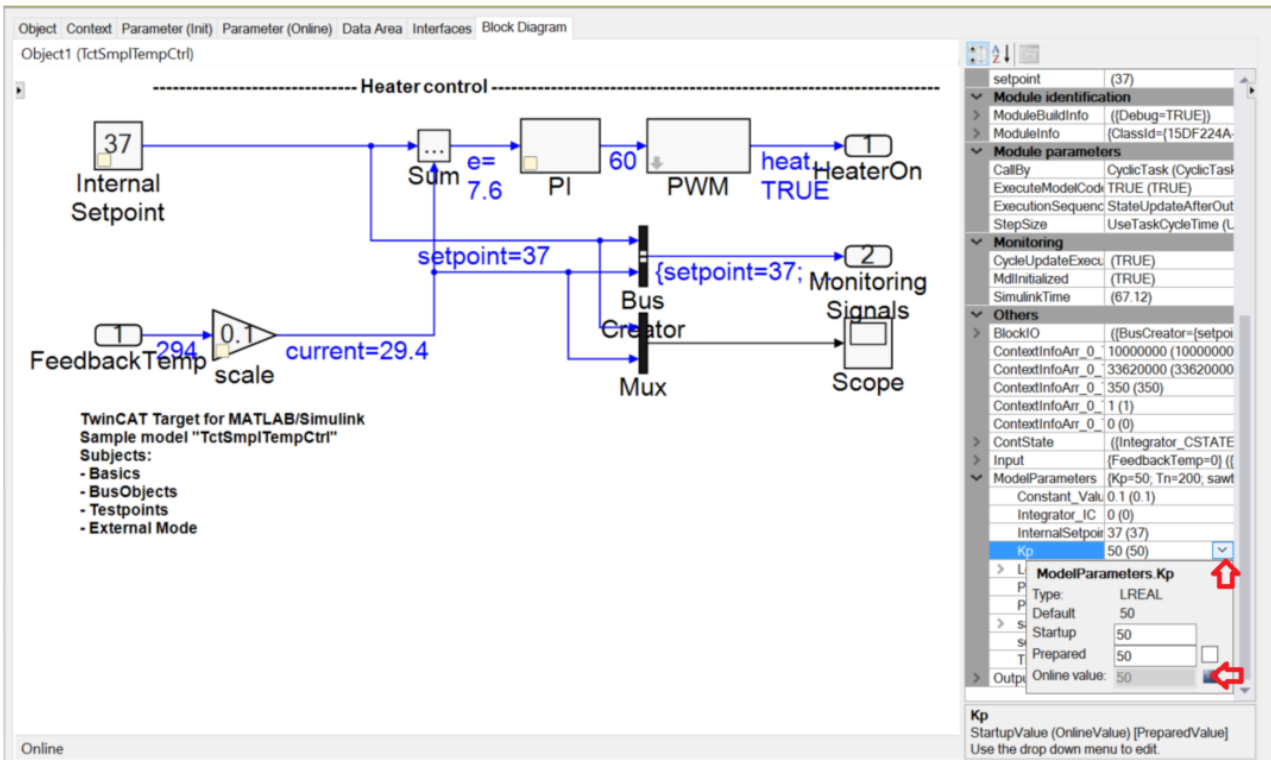 Object Context Parameter (Init) Parameter (Online) Data Area Interfaces Block Diagram
Object1 (TctSmplTempCtrl)
Heater control
37
Internal
Setpoint
...
Sum
e=
7.6
PI
60
PWM
heat
TRUE
1
HeaterOn
setpoint=37
{setpoint=37;
2
Monitoring
Signals
Bus
Creator
1
294
FeedbackTemp
0.1
scale
current=29.4
Mux
Scope
TwinCAT Target for MATLAB/Simulink
Sample model "TctSmplTempCtrl"
Subjects:
- Basics
- BusObjects
- Testpoints
- External Mode
Online
setpoint (37)
Module identification
ModuleBuildInfo ({Debug=TRUE})
ModuleInfo {ClassId={15DF224A-
Module parameters
CallBy CyclicTask (CyclicTask
ExecuteModelCode TRUE (TRUE)
ExecutionSequenc StateUpdateAfterOut
StepSize UseTaskCycleTime (U
Monitoring
CycleUpdateExecu (TRUE)
MdlInitialized (TRUE)
SimulinkTime (67.12)
Others
BlockIO ({BusCreator={setpoi
ContextInfoArr_0_ 10000000 (10000000
ContextInfoArr_0_ 33620000 (33620000
ContextInfoArr_0_ 350 (350)
ContextInfoArr_0_ 1 (1)
ContextInfoArr_0_ 0 (0)
ContState ({Integrator_CSTATE
Input {FeedbackTemp=0} ({
ModelParameters {Kp=50; Tn=200; sawt
Constant_Valu 0.1 (0.1)
Integrator_IC 0 (0)
InternalSetpoir 37 (37)
Kp 50 (50)
L
P
P
s
s
T
Outpu
ModelParameters.Kp
Type: LREAL
Default 50
Startup 50
Prepared 50
Online value: 50
Kp
StartupValue (OnlineValue) [PreparedValue]
Use the drop down menu to edit.